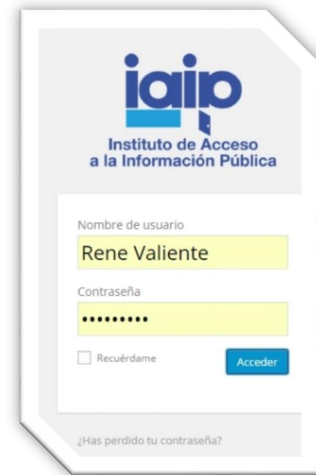 iaip
Instituto de Acceso
a la Información Pública
Nombre de usuario
Rene Valiente
Contraseña
•••••••••
Recuérdame
Acceder
¿Has perdido tu contraseña?